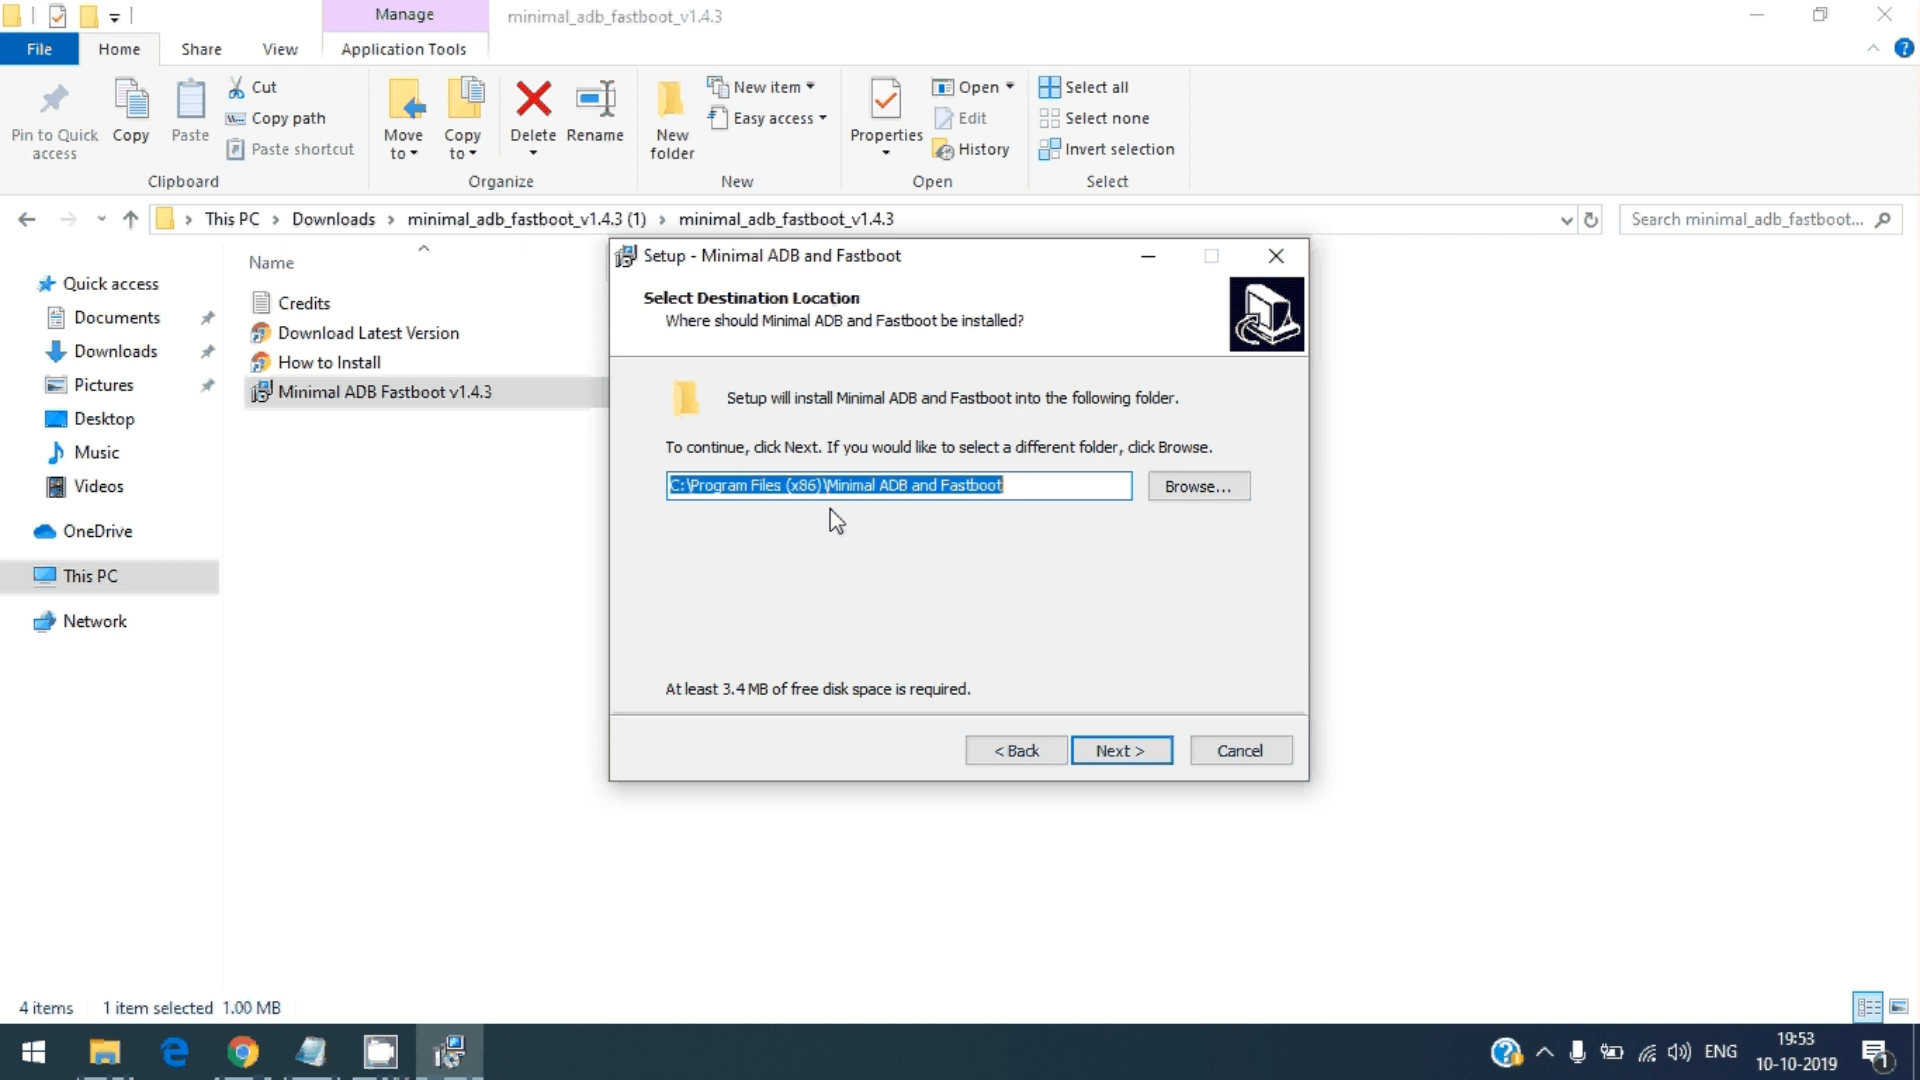 Manage
minimal_adb_fastboot_v1.4.3
File
Home
Share
View
Application Tools
Pin to Quick
access
Copy
Paste
Cut
Copy path
Paste shortcut
Clipboard
Move
to
Copy
to
Delete
Rename
Organize
New
folder
New item
Easy access
New
Properties
Open
Edit
History
Open
Select all
Select none
Invert selection
Select
This PC
Downloads
minimal_adb_fastboot_v1.4.3 (1)
minimal_adb_fastboot_v1.4.3
Search minimal_adb_fastboot...
Quick access
Documents
Downloads
Pictures
Desktop
Music
Videos
OneDrive
This PC
Network
Name
Credits
Download Latest Version
How to Install
Minimal ADB Fastboot v1.4.3
Setup - Minimal ADB and Fastboot
Select Destination Location
Where should Minimal ADB and Fastboot be installed?
Setup will install Minimal ADB and Fastboot into the following folder.
To continue, click Next. If you would like to select a different folder, click Browse.
C:\Program Files (x86)\Minimal ADB and Fastboot
Browse...
At least 3.4 MB of free disk space is required.
< Back
Next >
Cancel
4 items
1 item selected 1.00 MB
ENG
19:53
10-10-2019
1